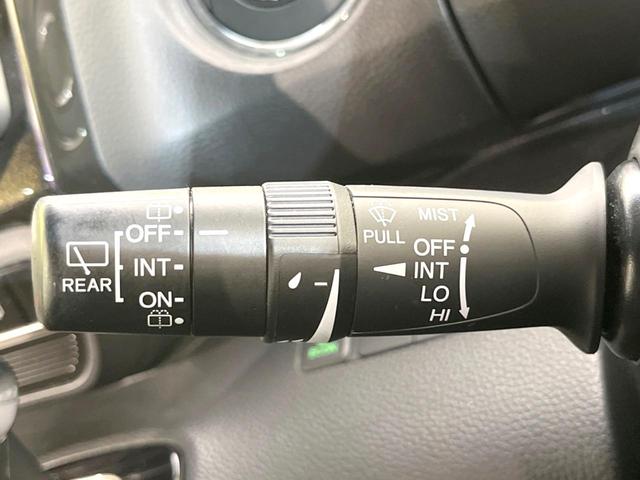 OFF
INT
ON
REAR
PULL
MIST
OFF
INT
LO
HI